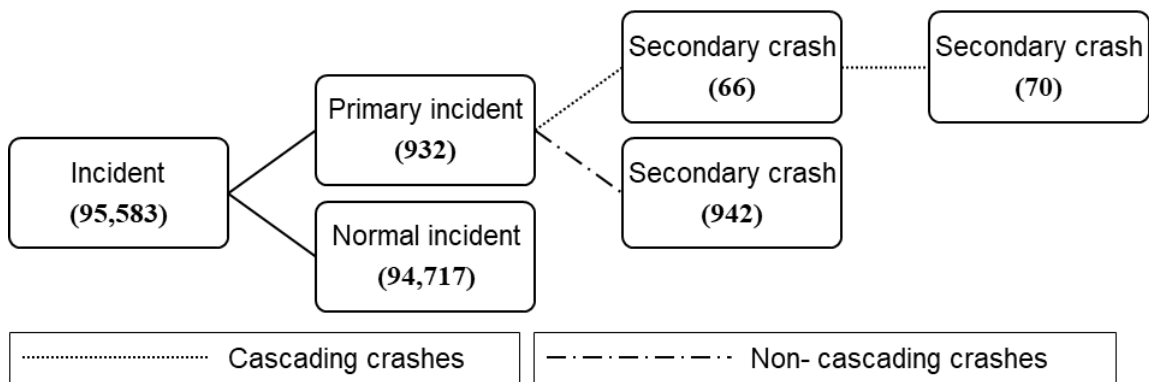 Secondary crash
(66)
Secondary crash
(70)
Primary incident
(932)
Secondary crash
(942)
Incident
(95,583)
Normal incident
(94,717)
Cascading crashes
Non- cascading crashes